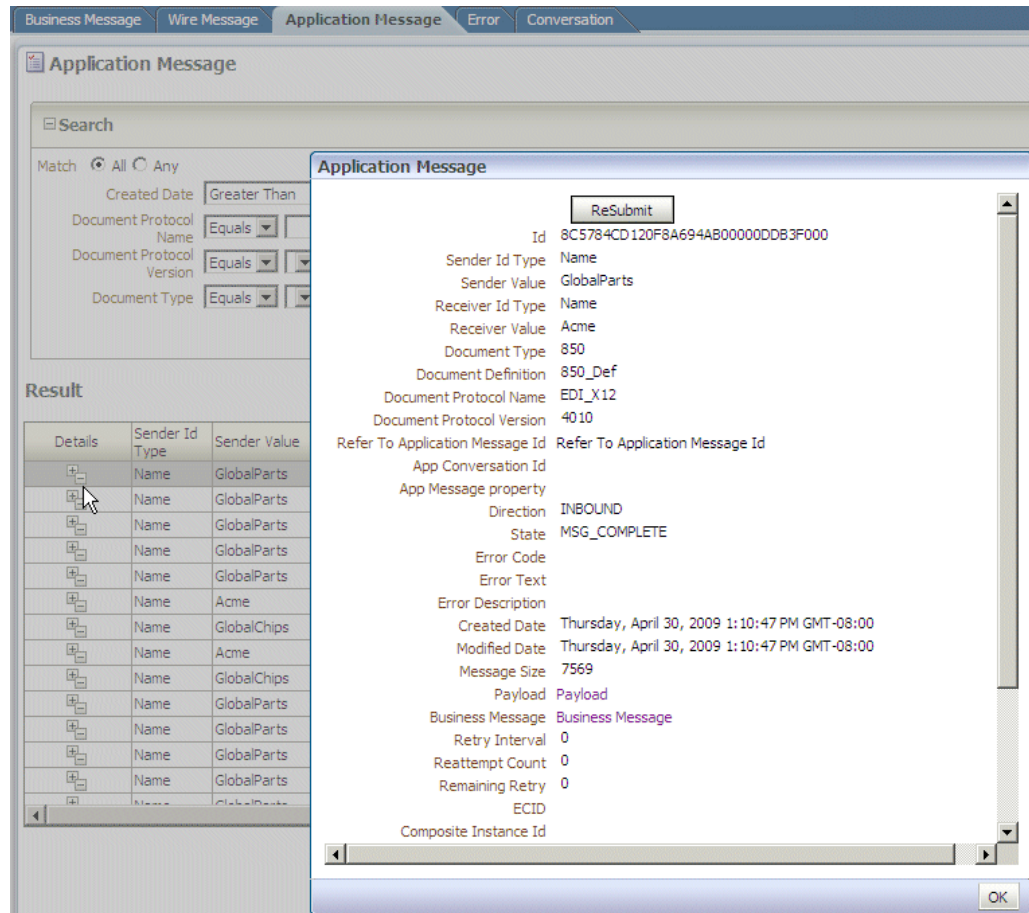 Business Message Wire Message Application Message Error Conversation
Application Message
Search
Match All Any
Created Date Greater Than
Document Protocol Name Equals
Document Protocol Version Equals
Document Type Equals
Result
Details Sender Id Type Sender Value
Name GlobalParts
Name GlobalParts
Name GlobalParts
Name GlobalParts
Name GlobalParts
Name Acme
Name GlobalChips
Name Acme
Name GlobalChips
Name GlobalParts
Name GlobalParts
Name GlobalParts
Name GlobalParts
Name GlobalParts
Application Message
ReSubmit
Id 8C5784CD120F8A694AB00000DDB3F000
Sender Id Type Name
Sender Value GlobalParts
Receiver Id Type Name
Receiver Value Acme
Document Type 850
Document Definition 850_Def
Document Protocol Name EDI_X12
Document Protocol Version 4010
Refer To Application Message Id Refer To Application Message Id
App Conversation Id
App Message property
Direction INBOUND
State MSG_COMPLETE
Error Code
Error Text
Error Description
Created Date Thursday, April 30, 2009 1:10:47 PM GMT-08:00
Modified Date Thursday, April 30, 2009 1:10:47 PM GMT-08:00
Message Size 7569
Payload Payload
Business Message Business Message
Retry Interval 0
Reattempt Count 0
Remaining Retry 0
ECID
Composite Instance Id
OK